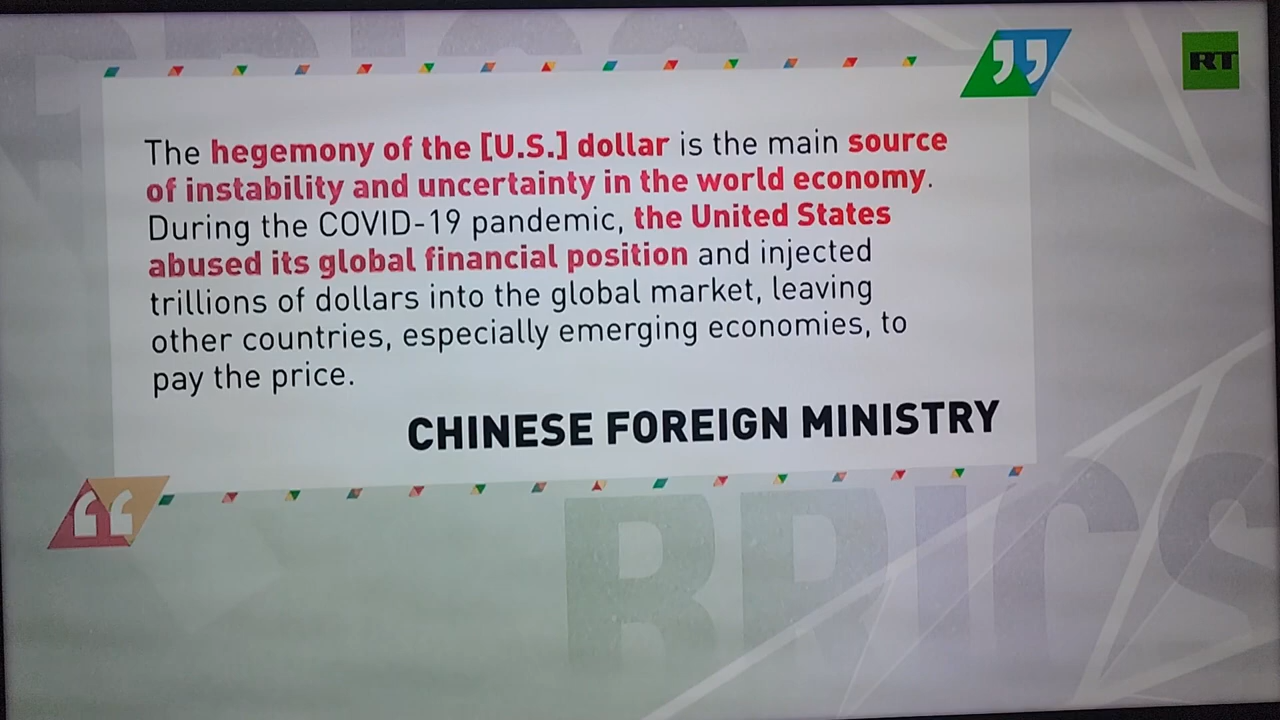 RT
The hegemony of the [U.S.] dollar is the main source
of instability and uncertainty in the world economy.
During the COVID-19 pandemic, the United States
abused its global financial position and injected
trillions of dollars into the global market, leaving
other countries, especially emerging economies, to
pay the price.
CHINESE FOREIGN MINISTRY
BRICS